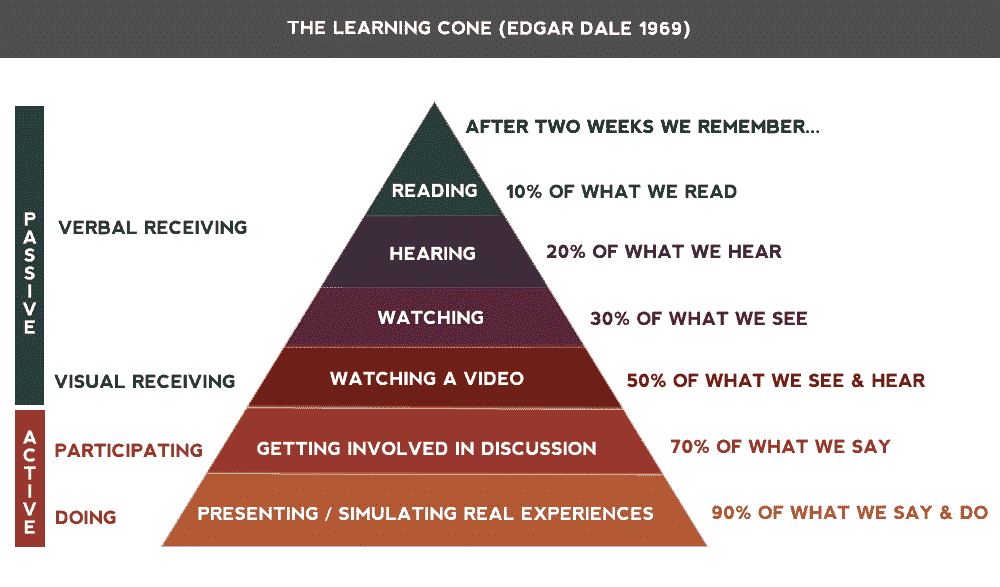 THE LEARNING CONE (EDGAR DALE 1969)
AFTER TWO WEEKS WE REMEMBER...
PASSIVE
VERBAL RECEIVING
READING
10% OF WHAT WE READ
HEARING
20% OF WHAT WE HEAR
WATCHING
30% OF WHAT WE SEE
VISUAL RECEIVING
WATCHING A VIDEO
50% OF WHAT WE SEE & HEAR
ACTIVE
PARTICIPATING
GETTING INVOLVED IN DISCUSSION
70% OF WHAT WE SAY
DOING
PRESENTING / SIMULATING REAL EXPERIENCES
90% OF WHAT WE SAY & DO